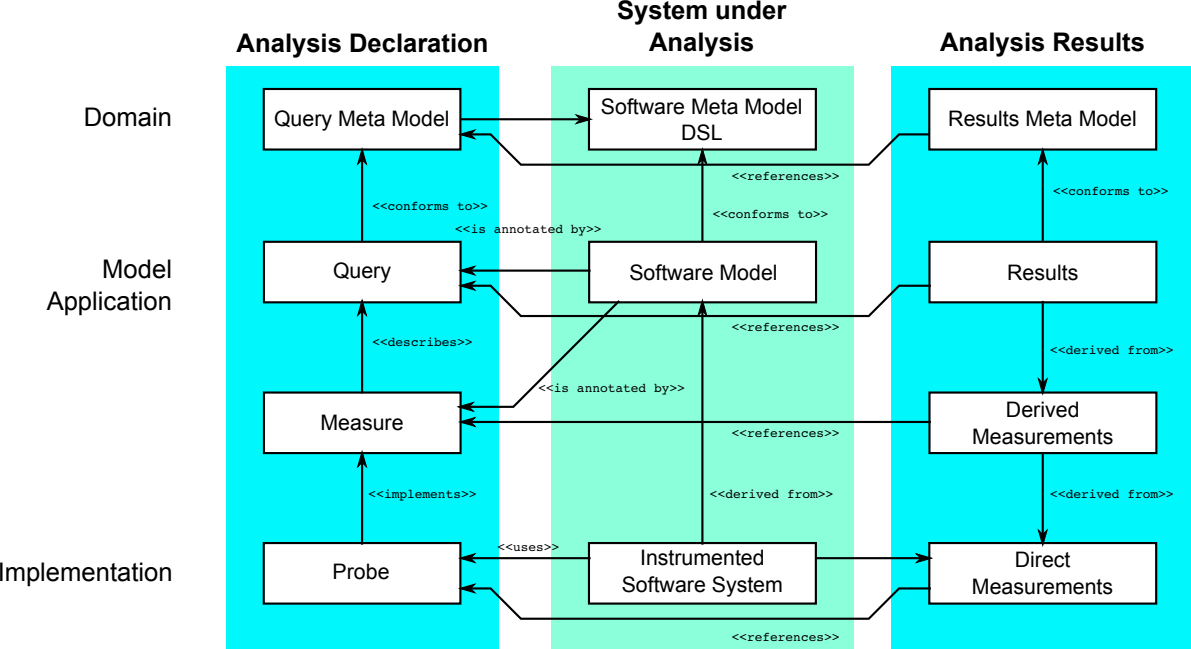 System under
Analysis
Analysis Declaration
Analysis Results
Domain
Query Meta Model
Software Meta Model
DSL
Results Meta Model
<<references>>
<<conforms to>>
<<conforms to>>
<<conforms to>>
<<is annotated by>>
Model
Application
Query
Software Model
Results
<<references>>
<<describes>>
<<derived from>>
<<is annotated by>>
Measure
Derived
Measurements
<<references>>
<<implements>>
<<derived from>>
<<derived from>>
<<uses>>
Implementation
Probe
Instrumented
Software System
Direct
Measurements
<<references>>